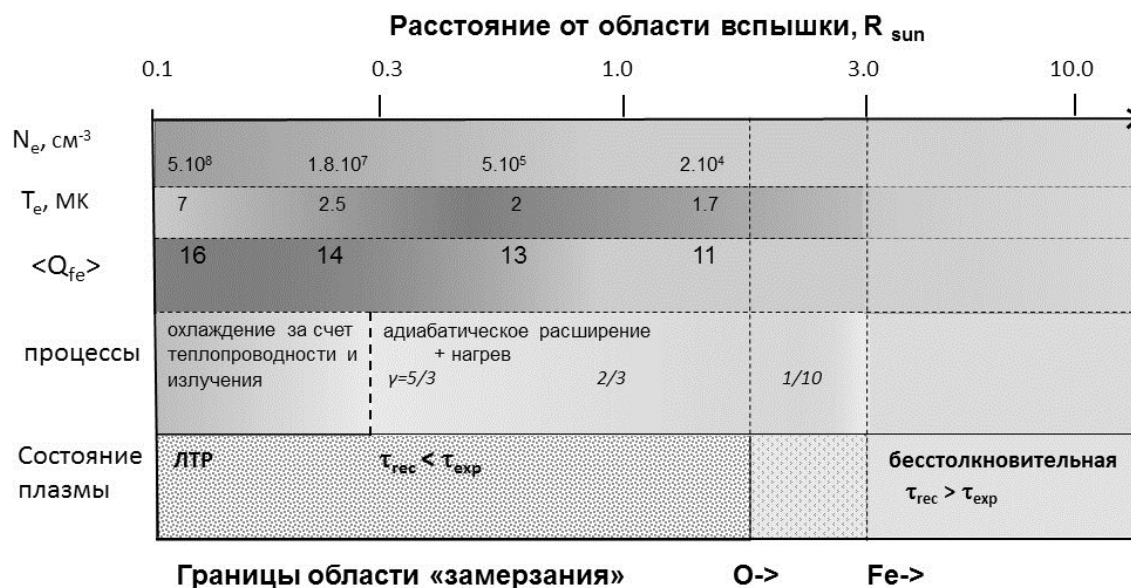 Расстояние от области вспышки, R sun
0.1 0.3 1.0 3.0 10.0
Ne, см-3
5.10⁸ 1.8.10⁷ 5.10⁵ 2.10⁴
Te, МК
7 2.5 2 1.7
<Qfe>
16 14 13 11
процессы
охлаждение за счет
теплопроводности и
излучения
адиабатическое расширение
+ нагрев
γ=5/3 2/3 1/10
Состояние
плазмы
ЛТР
τrec < τexp
бесстолкновительная
τrec > τexp
Границы области «замерзания» O-> Fe->